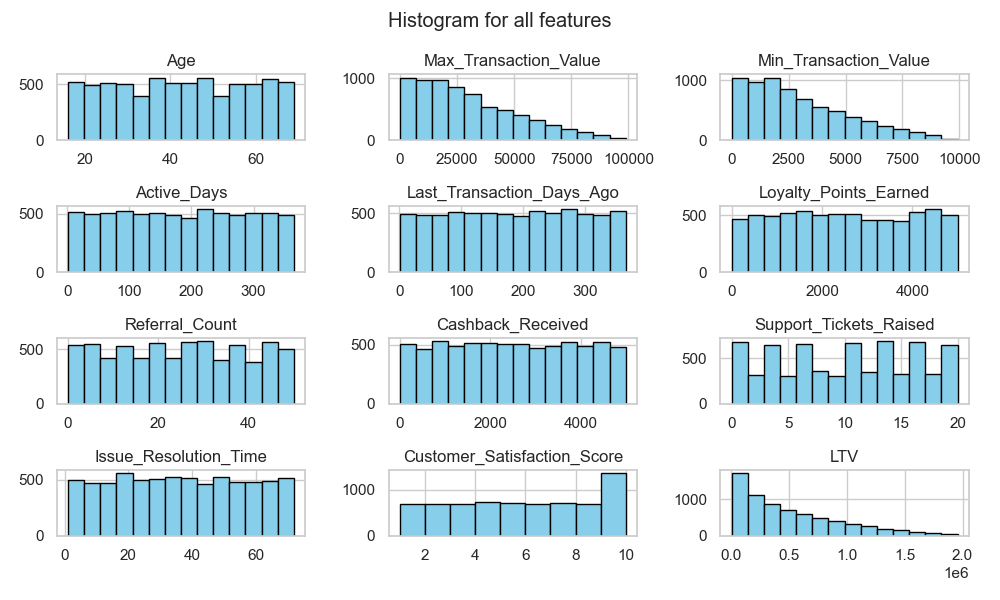 Histogram for all features
Age
Max_Transaction_Value
Min_Transaction_Value
500
0
20 40 60
1000
0
0 25000 50000 75000 100000
1000
0
0 2500 5000 7500 10000
Active_Days
Last_Transaction_Days_Ago
Loyalty_Points_Earned
500
0
0 100 200 300
500
0
0 100 200 300
500
0
0 2000 4000
Referral_Count
Cashback_Received
Support_Tickets_Raised
500
0
0 20 40
500
0
0 2000 4000
500
0
0 5 10 15 20
Issue_Resolution_Time
Customer_Satisfaction_Score
LTV
500
0
0 20 40 60
1000
0
2 4 6 8 10
1000
0
0.0 0.5 1.0 1.5 2.0
1e6